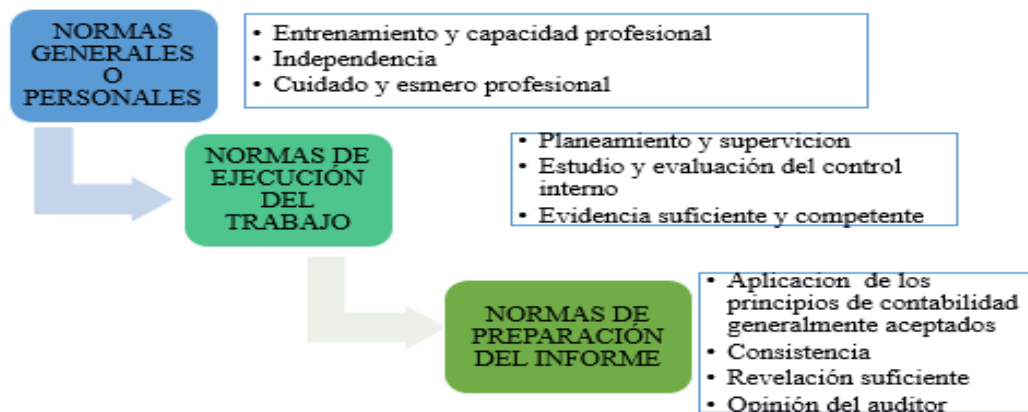 NORMAS
GENERALES
O
PERSONALES
• Entrenamiento y capacidad profesional
• Independencia
• Cuidado y esmero profesional
NORMAS DE
EJECUCIÓN
DEL
TRABAJO
• Planeamiento y supervicion
• Estudio y evaluación del control
interno
• Evidencia suficiente y competente
NORMAS DE
PREPARACIÓN
DEL INFORME
• Aplicacion de los
principios de contabilidad
generalmente aceptados
• Consistencia
• Revelación suficiente
• Opinión del auditor